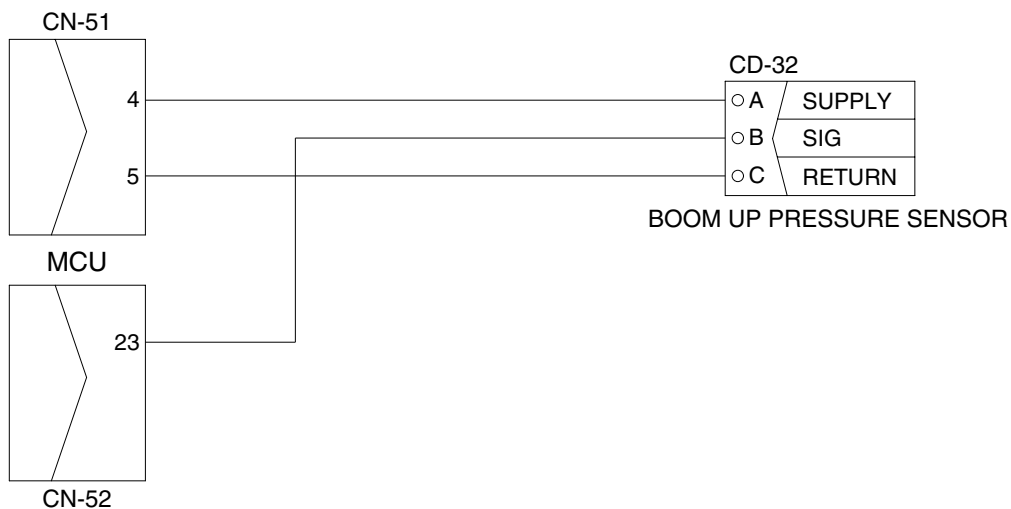 CN-51
4
5
MCU
23
CN-52
CD-32
A SUPPLY
B SIG
C RETURN
BOOM UP PRESSURE SENSOR